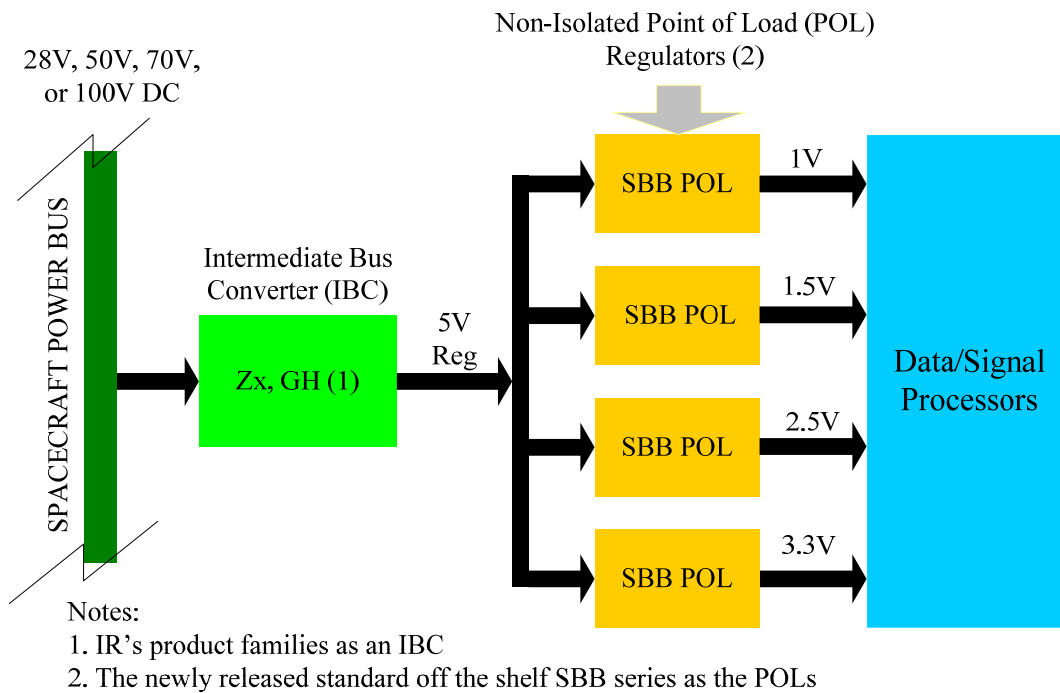 Non-Isolated Point of Load (POL)
Regulators (2)
28V, 50V, 70V,
or 100V DC
SPACECRAFT POWER BUS
Intermediate Bus
Converter (IBC)
Zx, GH (1)
5V
Reg
SBB POL
1V
SBB POL
1.5V
SBB POL
2.5V
SBB POL
3.3V
Data/Signal
Processors
Notes:
1. IR’s product families as an IBC
2. The newly released standard off the shelf SBB series as the POLs